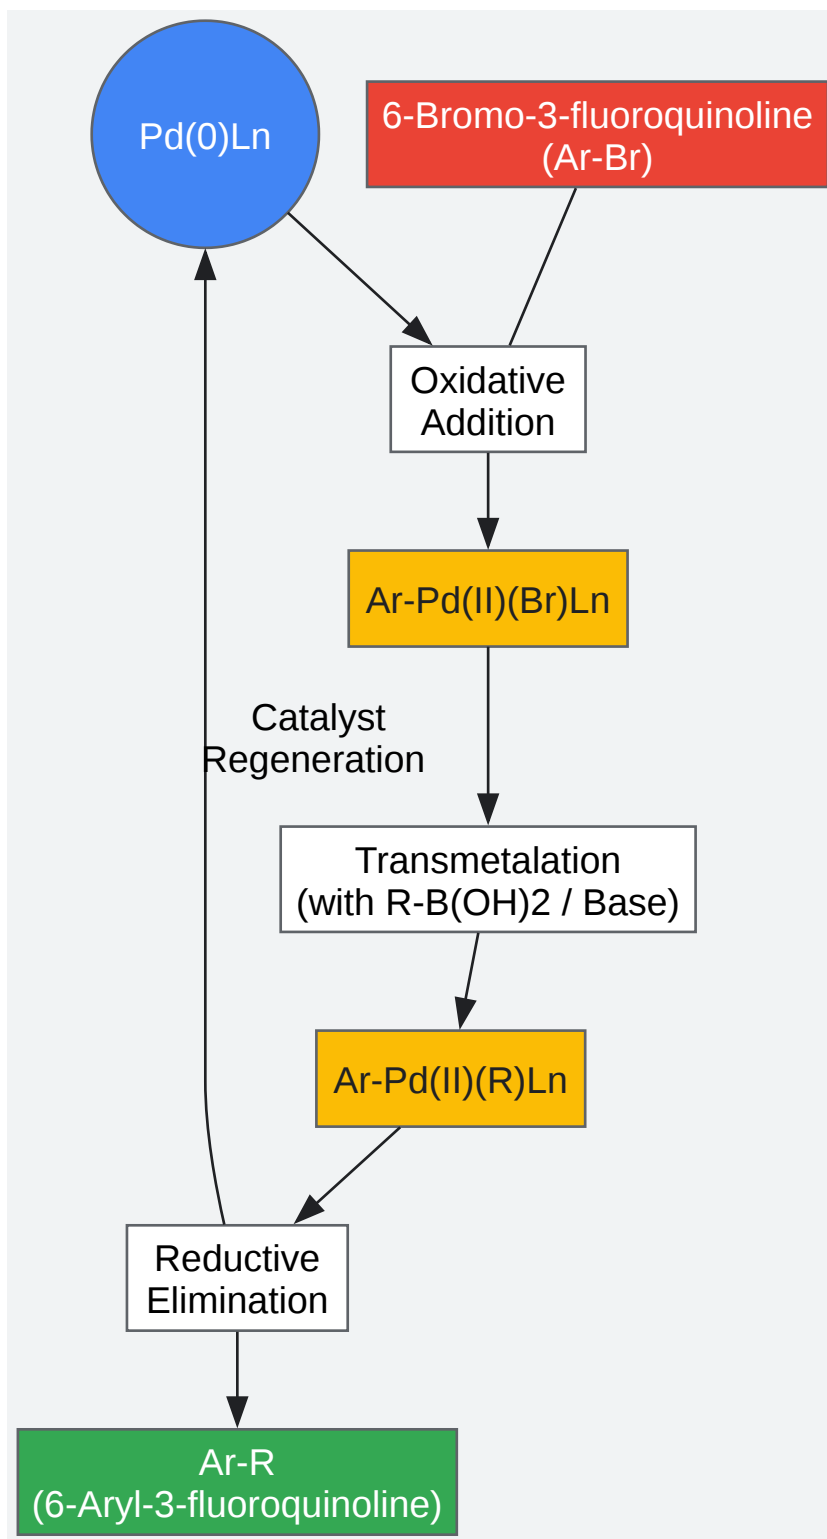 Pd(0)Ln
6-Bromo-3-fluoroquinoline
(Ar-Br)
Oxidative
Addition
Ar-Pd(II)(Br)Ln
Catalyst
Regeneration
Transmetalation
(with R-B(OH)2 / Base)
Ar-Pd(II)(R)Ln
Reductive
Elimination
Ar-R
(6-Aryl-3-fluoroquinoline)